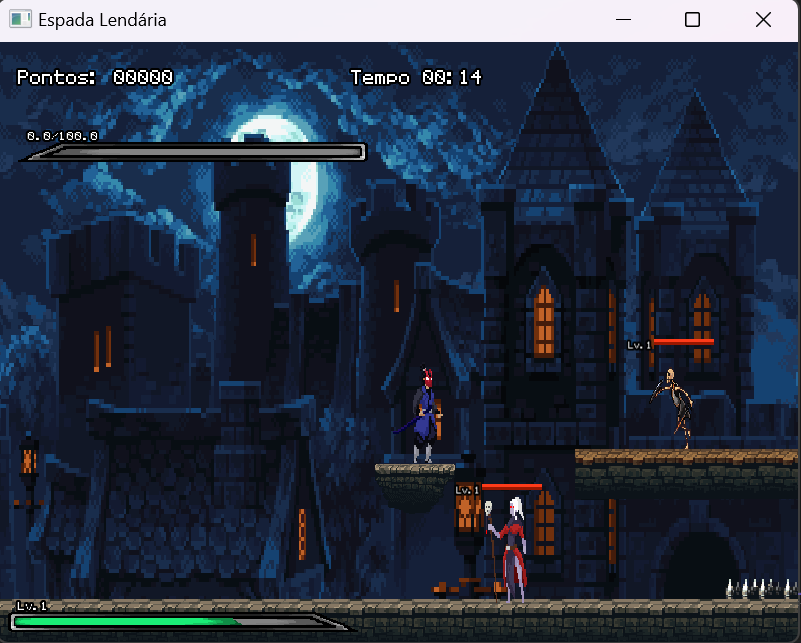 Espada Lendária
Pontos: 00000 Tempo 00:14
0.0/100.0
Lv.1
Lv.1
Lv.1